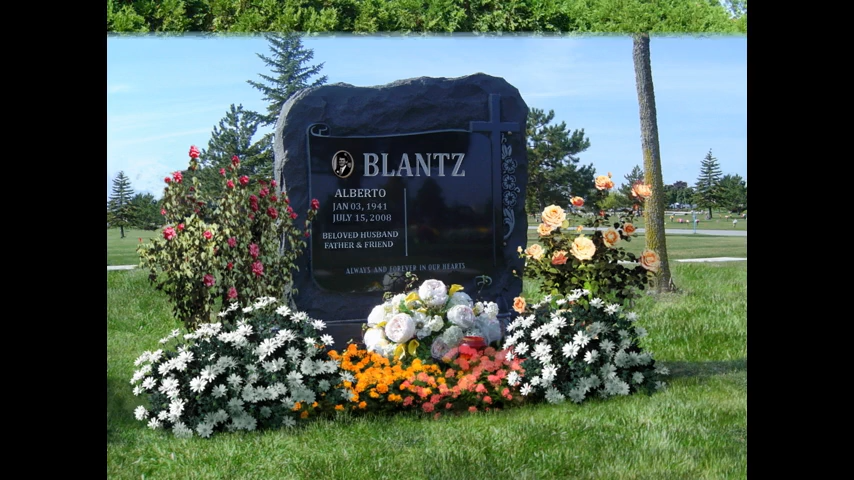 BLANTZ
ALBERTO
JAN 03, 1941
JULY 15, 2008
BELOVED HUSBAND
FATHER & FRIEND
ALWAYS AND FOREVER IN OUR HEARTS